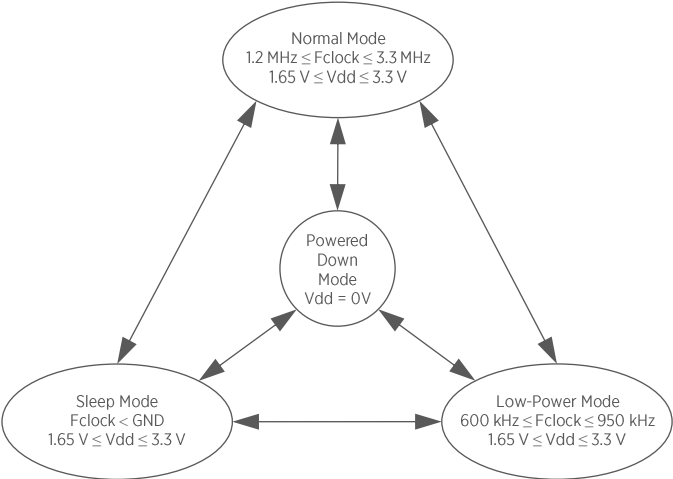 Normal Mode
1.2 MHz ≤ Fclock ≤ 3.3 MHz
1.65 V ≤ Vdd ≤ 3.3 V
Powered
Down
Mode
Vdd = 0V
Sleep Mode
Fclock < GND
1.65 V ≤ Vdd ≤ 3.3 V
Low-Power Mode
600 kHz ≤ Fclock ≤ 950 kHz
1.65 V ≤ Vdd ≤ 3.3 V